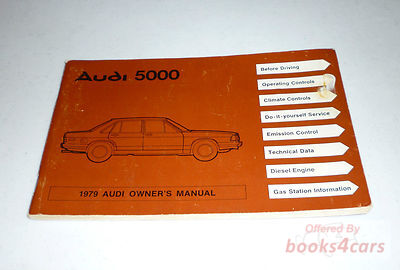 Audi 5000
Before Driving
Operating Controls
Climate Controls
Do-it-yourself Service
Emission Control
Technical Data
Diesel Engine
Gas Station Information
1979 AUDI OWNER'S MANUAL
Offered By
books4cars